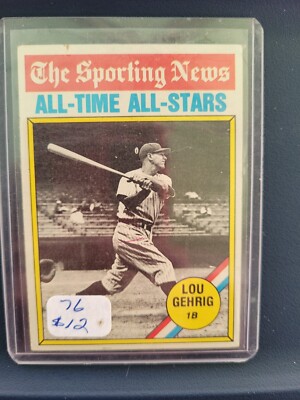 The Sporting News
ALL-TIME ALL-STARS
LOU
GEHRIG
1B
76
$12